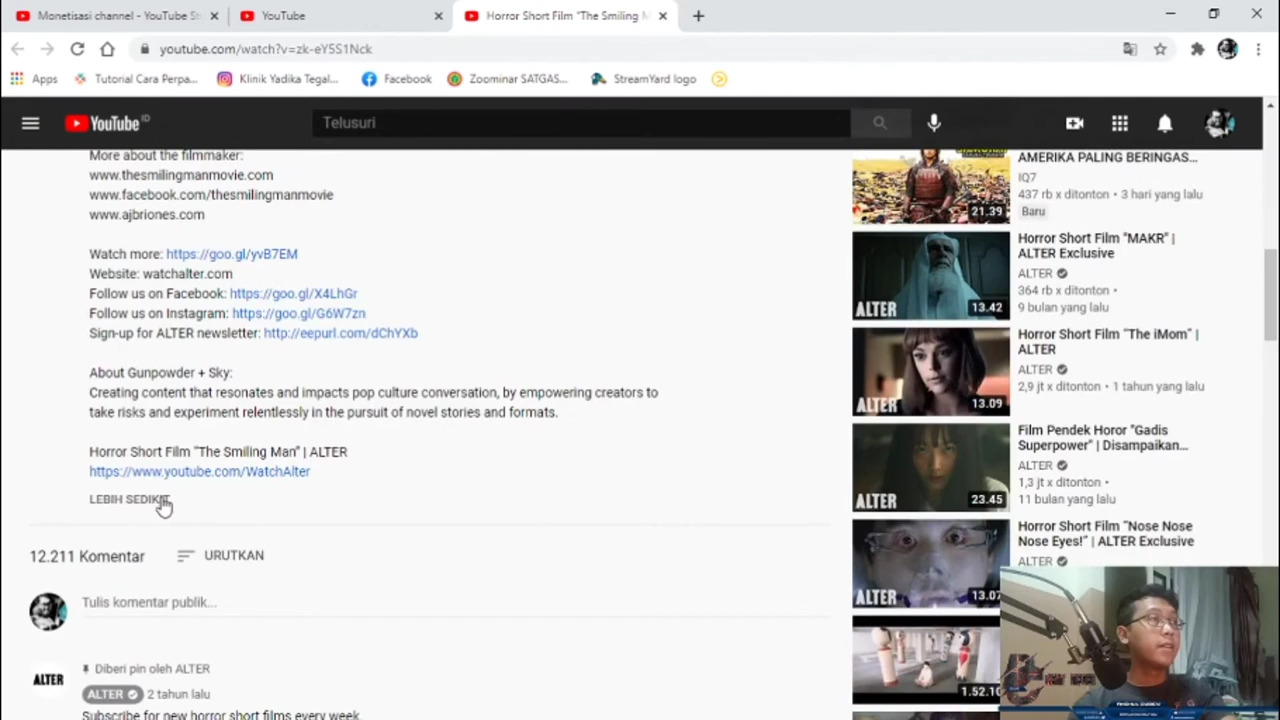 Monetisasi channel - YouTube St
YouTube
Horror Short Film "The Smiling M
youtube.com/watch?v=zk-eY5S1Nck
Apps
Tutorial Cara Perpa...
Klinik Yadika Tegal...
Facebook
Zoominar SATGAS...
StreamYard logo
YouTube ID
Telusuri
More about the filmmaker:
www.thesmilingmanmovie.com
www.facebook.com/thesmilingmanmovie
www.ajbriones.com
Watch more: https://goo.gl/yvB7EM
Website: watchalter.com
Follow us on Facebook: https://goo.gl/X4LhGr
Follow us on Instagram: https://goo.gl/G6W7zn
Sign-up for ALTER newsletter: http://eepurl.com/dChYXb
About Gunpowder + Sky:
Creating content that resonates and impacts pop culture conversation, by empowering creators to
take risks and experiment relentlessly in the pursuit of novel stories and formats.
Horror Short Film "The Smiling Man" | ALTER
https://www.youtube.com/WatchAlter
LEBIH SEDIKIT
12.211 Komentar
URUTKAN
Tulis komentar publik...
ALTER
Diberi pin oleh ALTER
ALTER
2 tahun lalu
Subscribe for new horror short films every week.
21.39
AMERIKA PALING BERINGAS...
IQ7
437 rb x ditonton • 3 hari yang lalu
Baru
ALTER
13.42
Horror Short Film "MAKR" |
ALTER Exclusive
ALTER
364 rb x ditonton •
9 bulan yang lalu
ALTER
13.09
Horror Short Film "The iMom" |
ALTER
ALTER
2,9 jt x ditonton • 1 tahun yang lalu
ALTER
23.45
Film Pendek Horor "Gadis
Superpower" | Disampaikan...
ALTER
1,3 jt x ditonton •
11 bulan yang lalu
ALTER
13.07
Horror Short Film "Nose Nose
Nose Eyes!" | ALTER Exclusive
ALTER
1.52.10